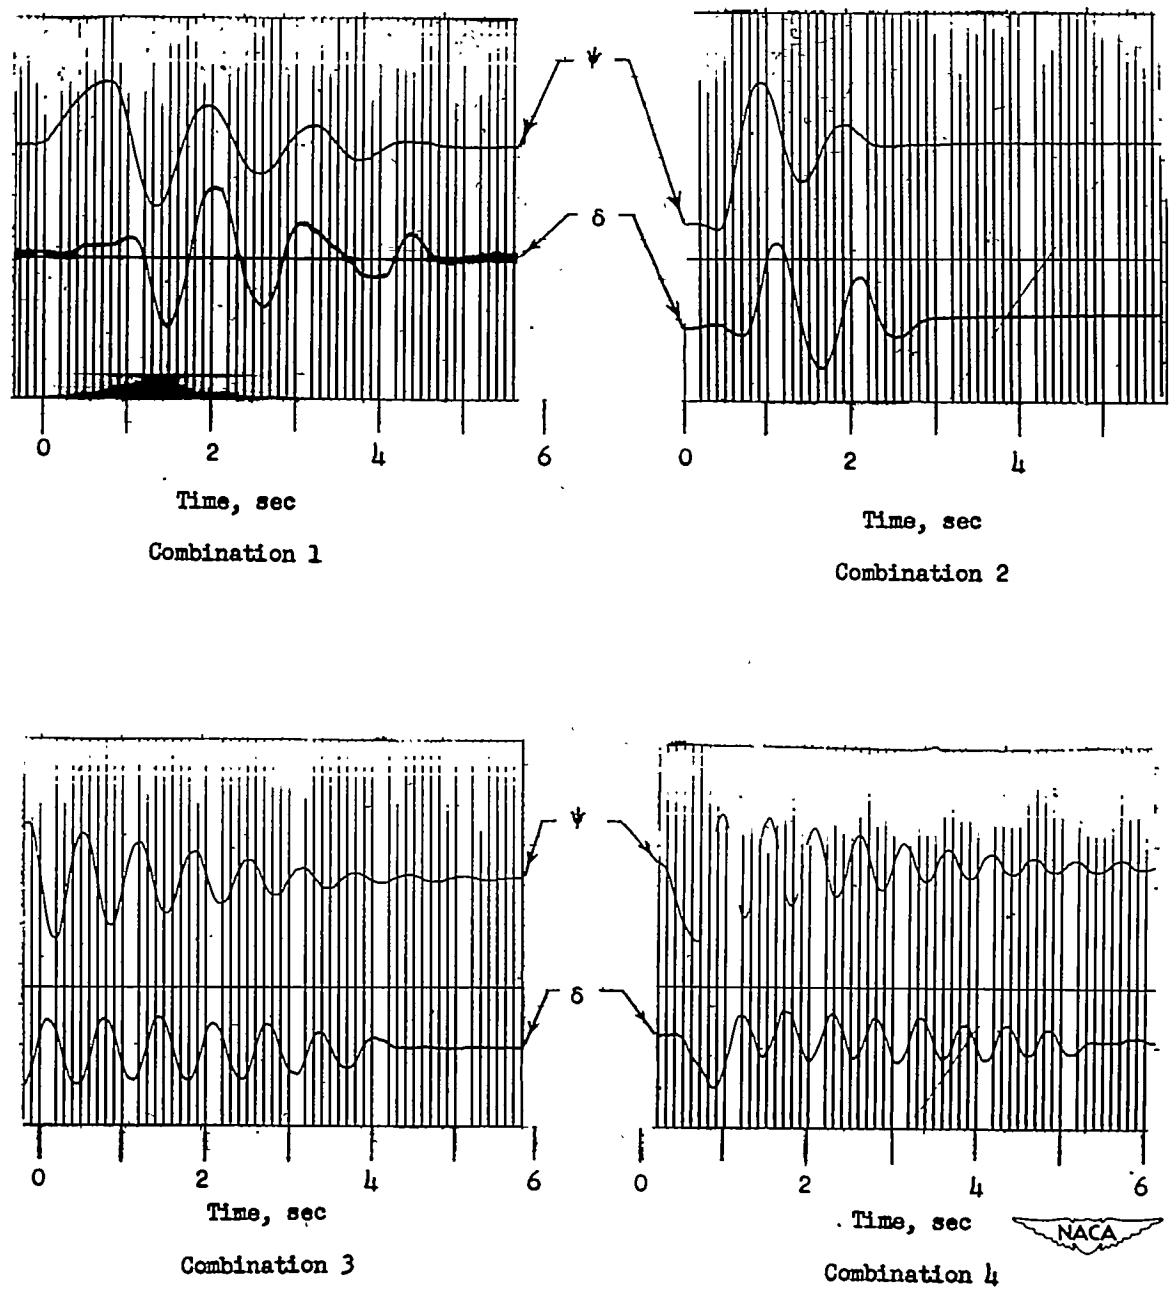 ψ
δ
0 2 4 6
Time, sec
Combination 1
0 2 4
Time, sec
Combination 2
ψ
δ
0 2 4 6
Time, sec
Combination 3
0 2 4 6
Time, sec
NACA
Combination 4